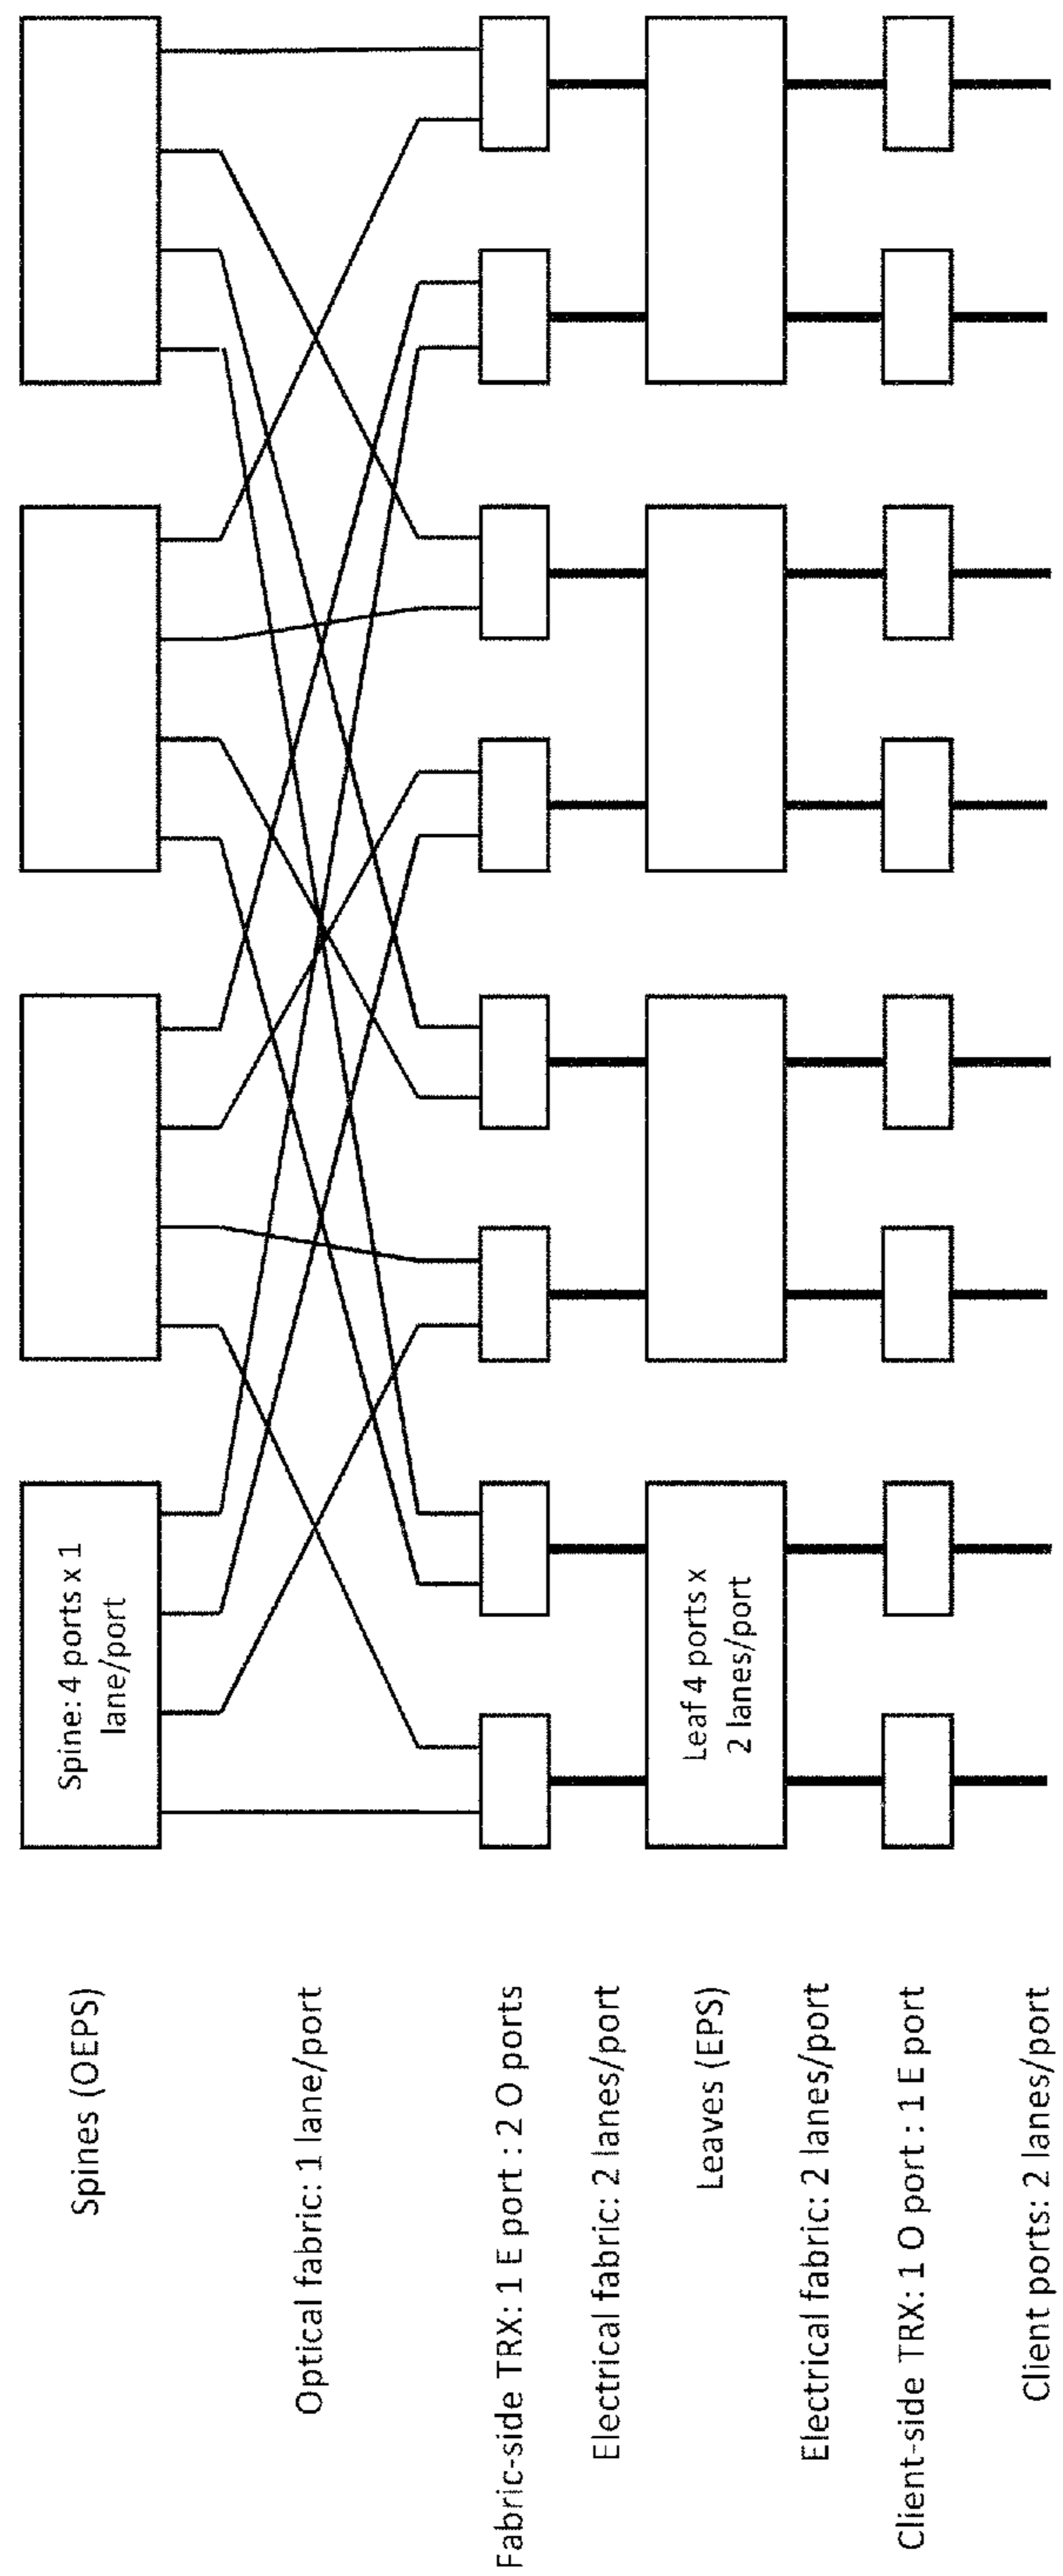 Spines (OEPS)
Optical fabric: 1 lane/port
Fabric-side TRX: 1 E port : 2 O ports
Electrical fabric: 2 lanes/port
Leaves (EPS)
Electrical fabric: 2 lanes/port
Client-side TRX: 1 O port : 1 E port
Client ports: 2 lanes/port
Spine: 4 ports x 1
lane/port
Leaf 4 ports x
2 lanes/port